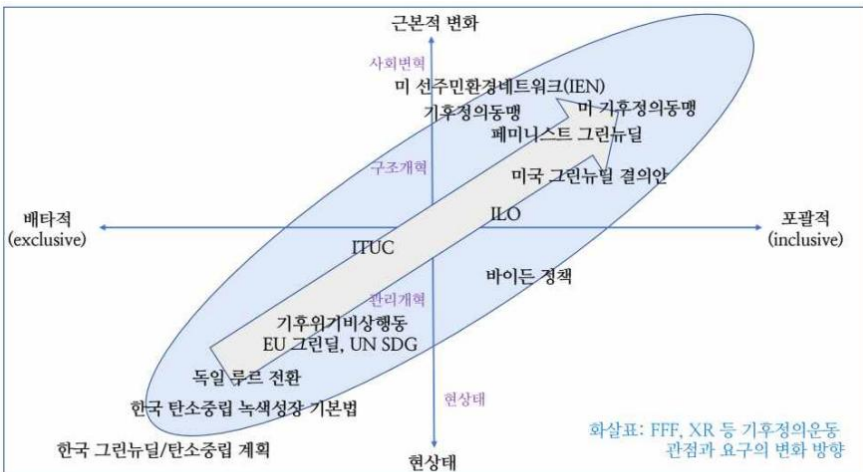 근본적 변화
사회변혁
미 선주민환경네트워크(IEN)
기후정의동맹
미 기후정의동맹
페미니스트 그린뉴딜
구조개혁
미국 그린뉴딜 결의안
배타적
(exclusive)
ILO
포괄적
(inclusive)
ITUC
바이든 정책
관리개혁
기후위기비상행동
EU 그린딜, UN SDG
독일 루르 전환
한국 탄소중립 녹색성장 기본법
현상태
한국 그린뉴딜/탄소중립 계획
현상태
화살표: FFF, XR 등 기후정의운동
관점과 요구의 변화 방향